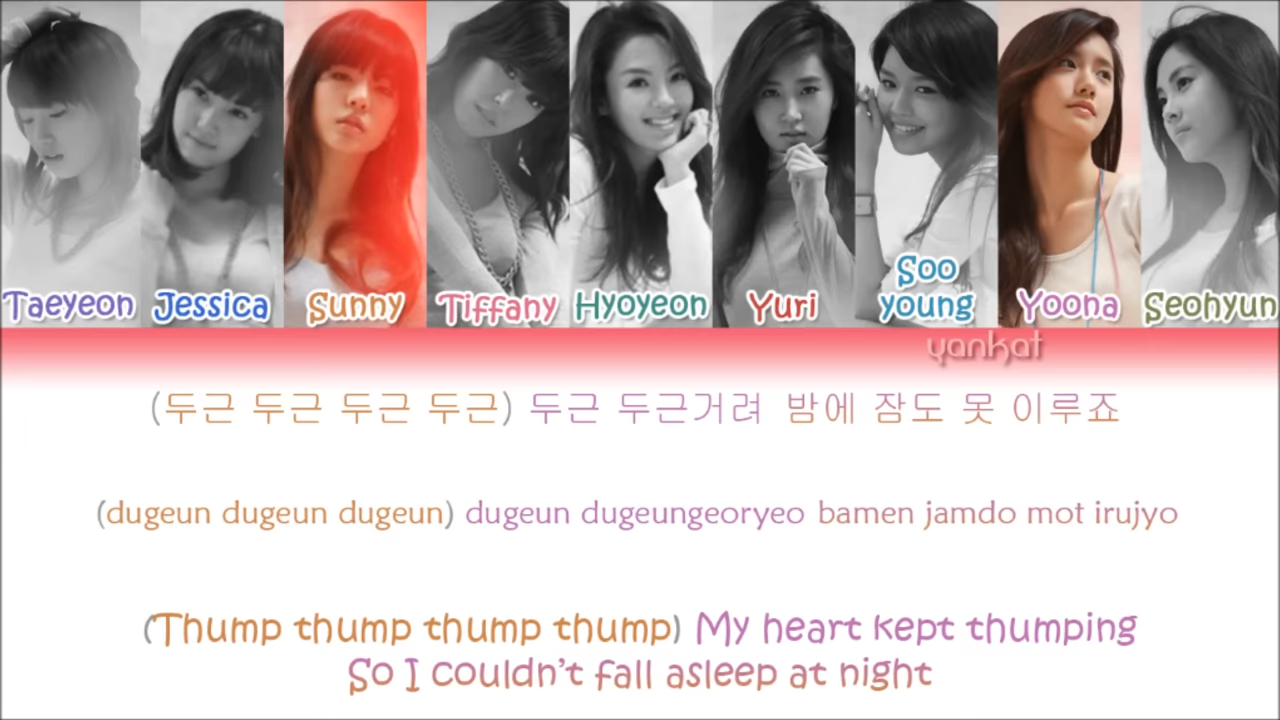 Taeyeon Jessica Sunny Tiffany Hyoyeon Yuri Soo young Yoona Seohyun
yankat
(두근 두근 두근 두근) 두근 두근거려 밤에 잠도 못 이루죠
(dugeun dugeun dugeun) dugeun dugeungeoryeo bamen jamdo mot irujyo
(Thump thump thump thump) My heart kept thumping
So I couldn't fall asleep at night